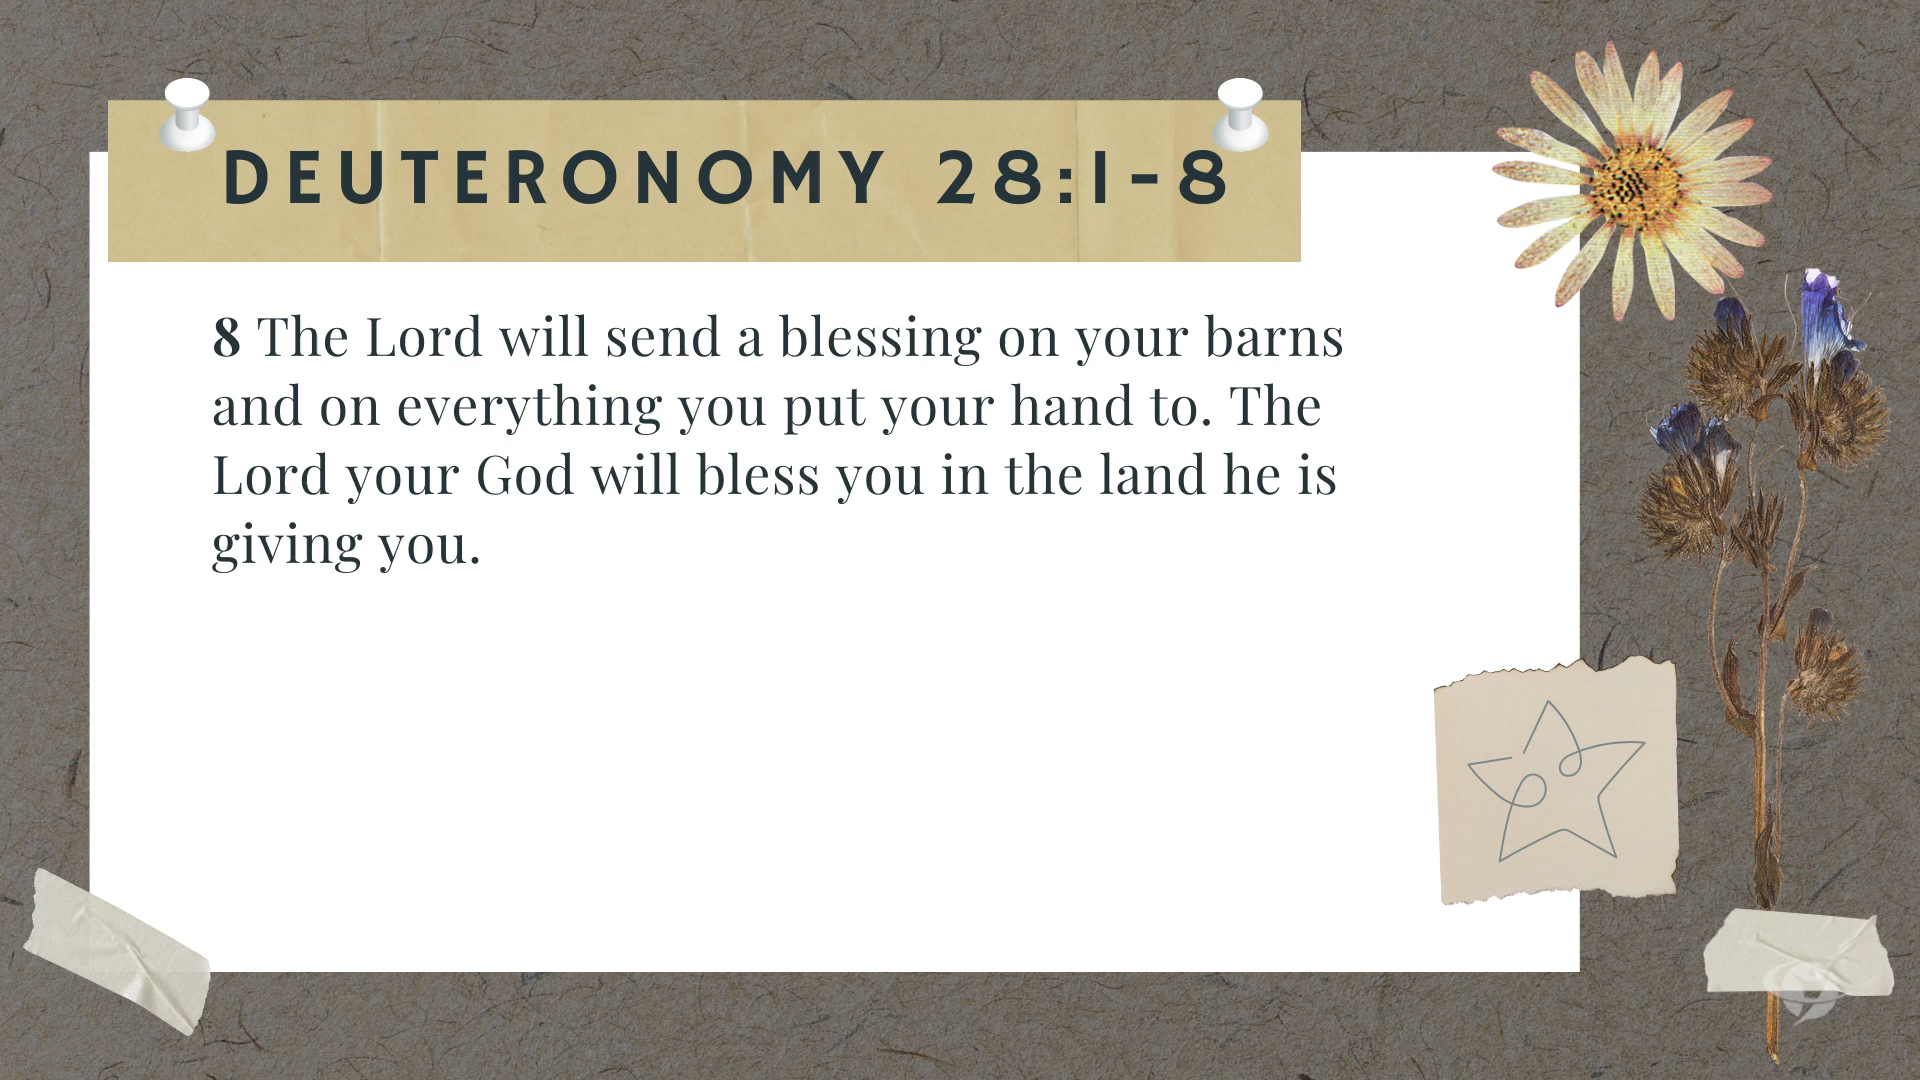 DEUTERONOMY 28:1-8
8 The Lord will send a blessing on your barns
and on everything you put your hand to. The
Lord your God will bless you in the land he is
giving you.